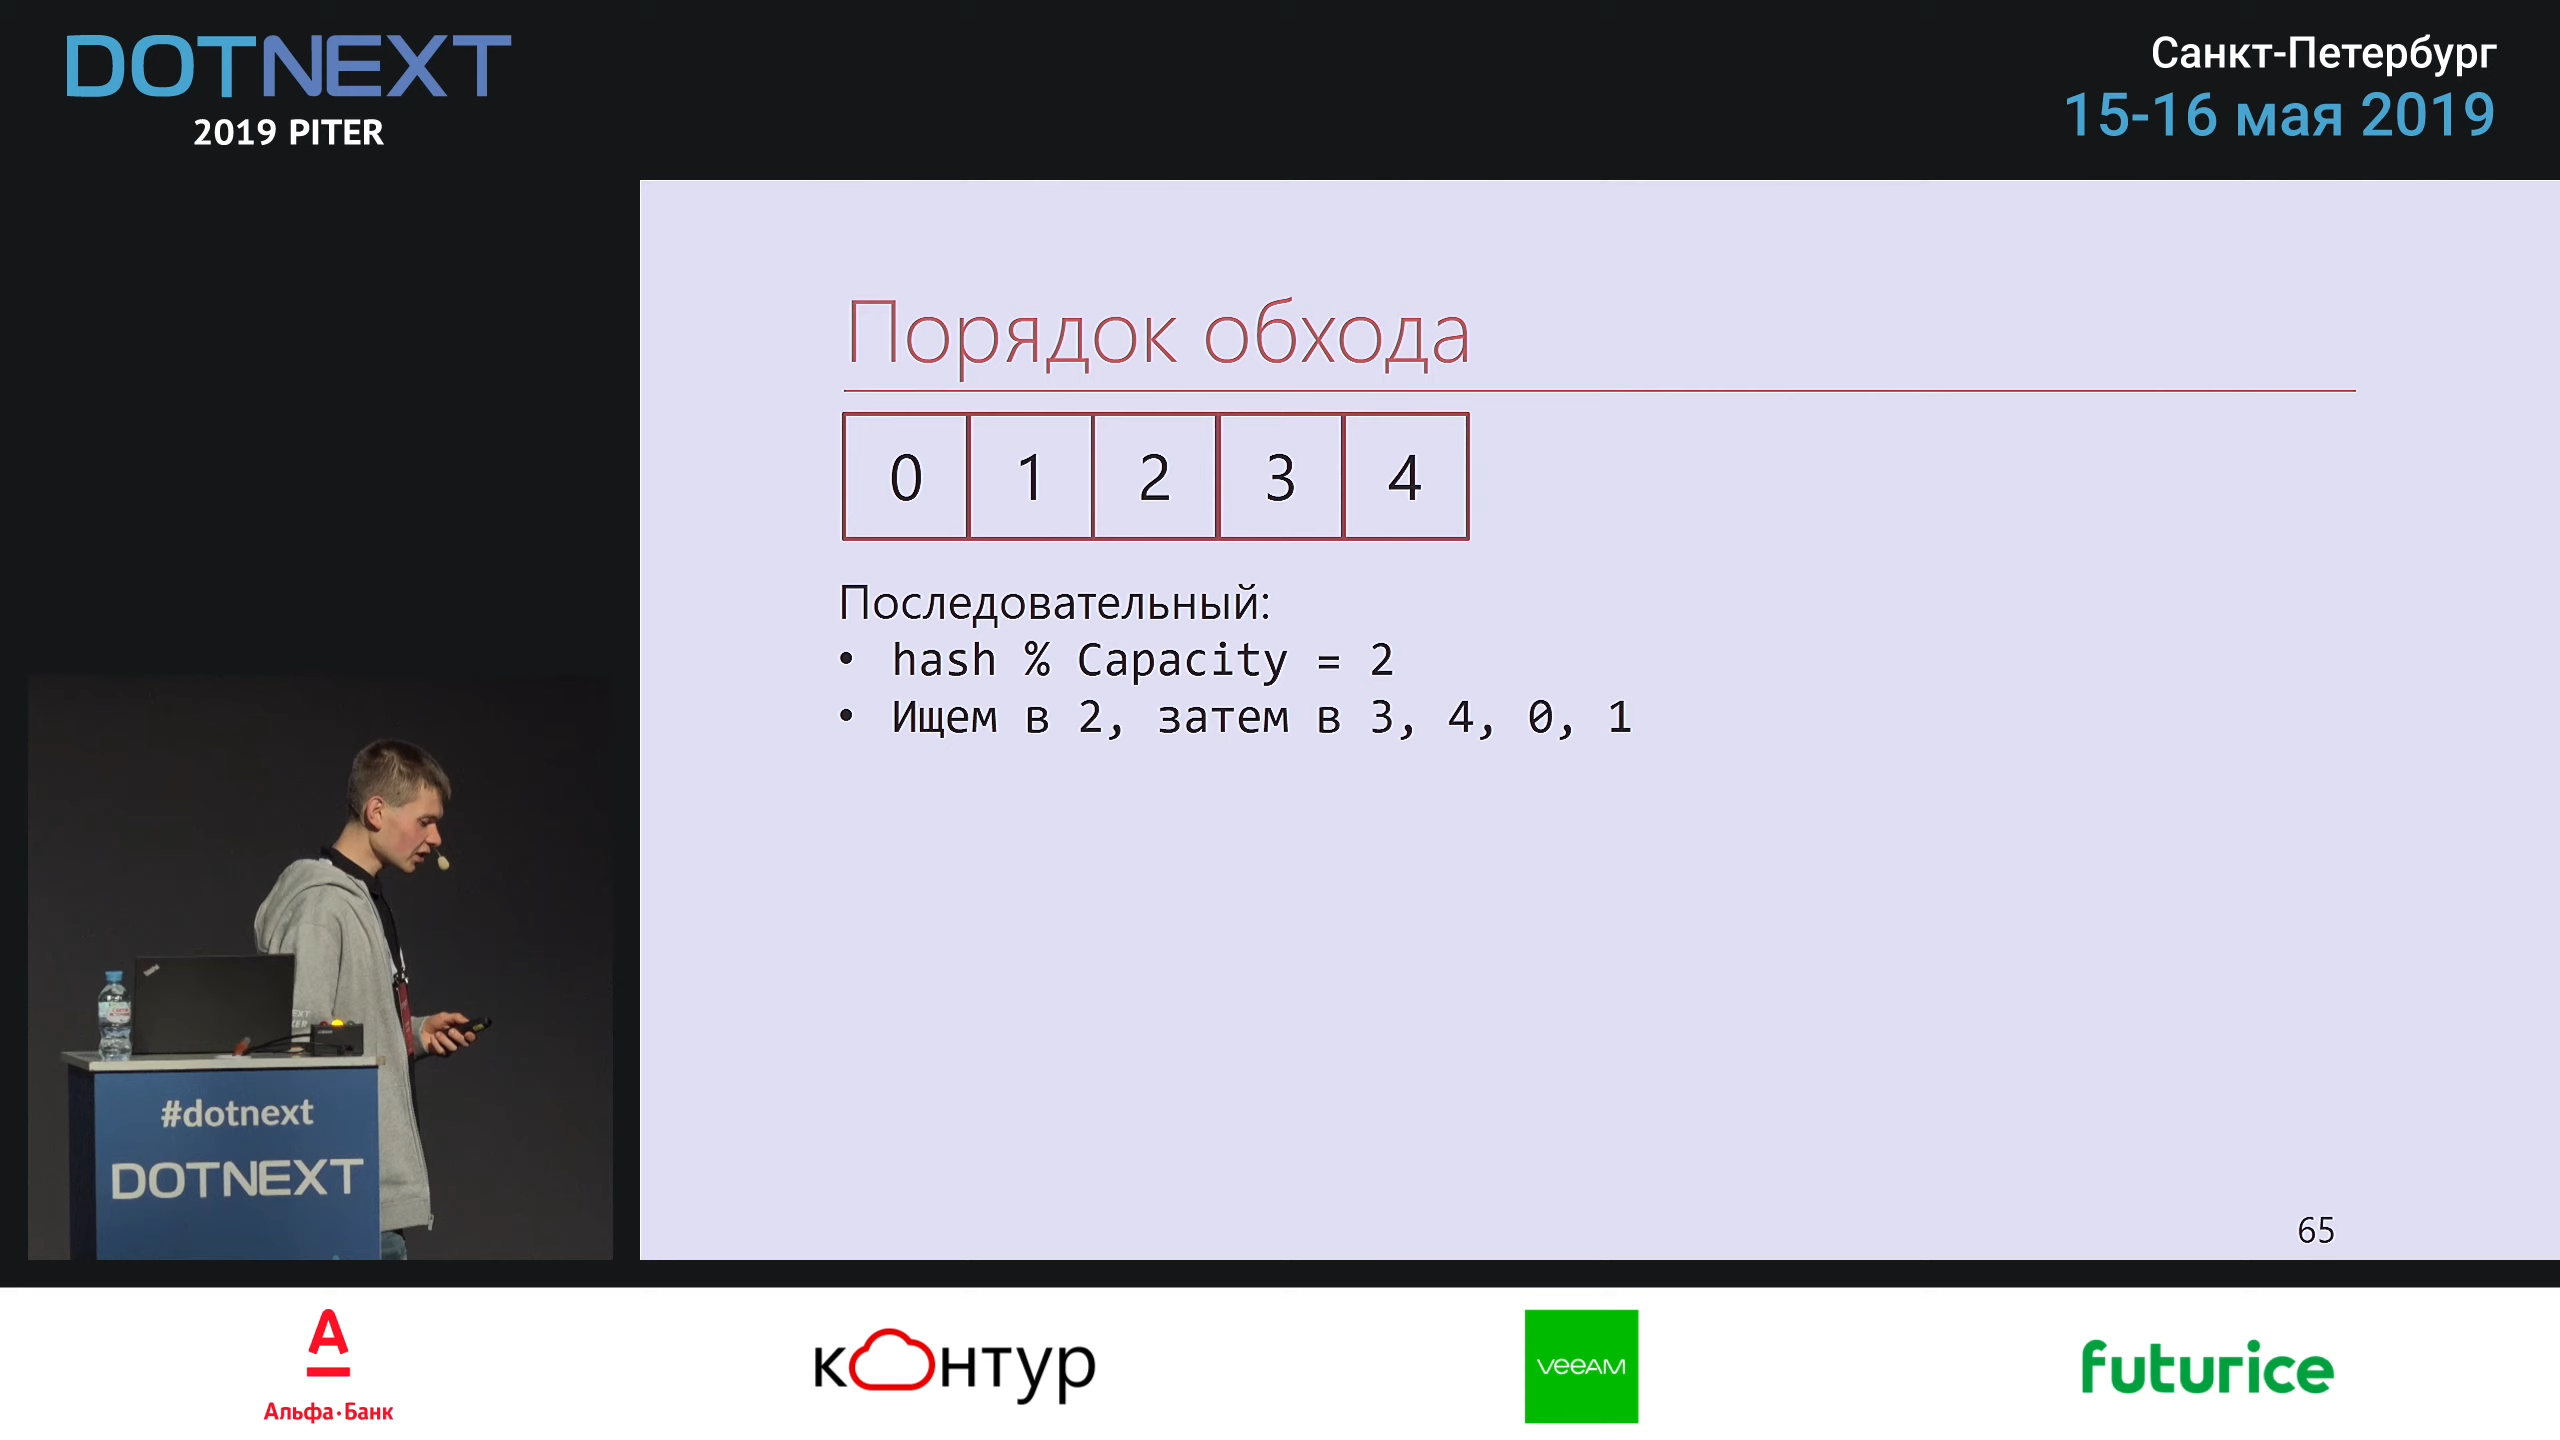 DOTNEXT
2019 PITER
Санкт-Петербург
15-16 мая 2019
Порядок обхода
0 1 2 3 4
Последовательный:
• hash % Capacity = 2
• Ищем в 2, затем в 3, 4, 0, 1
65
#dotnext
DOTNEXT
Альфа·Банк
контур
veeam
futurice